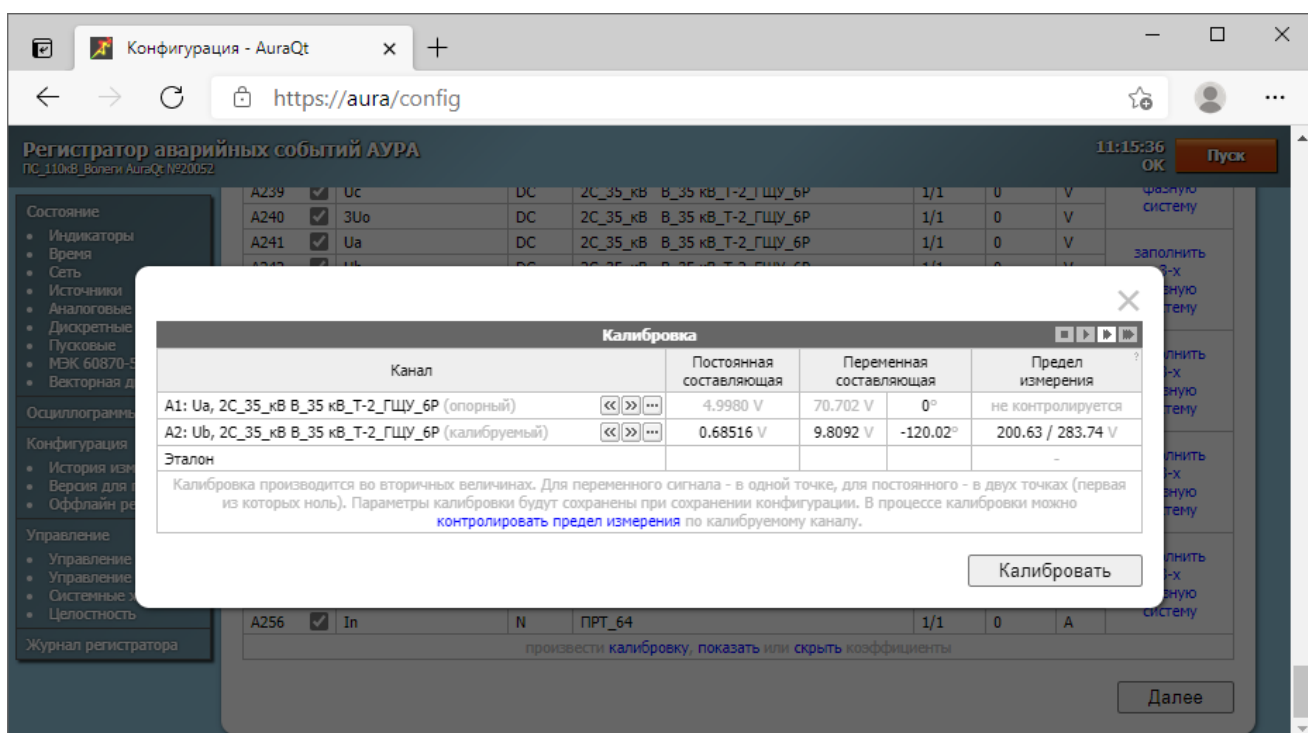 Конфигурация - AuraQt
https://aura/config
Регистратор аварийных событий АУРА
ПС_110кВ_Волеги AuraQt №20052
11:15:36
ОК
Пуск
Состояние
Индикаторы
Время
Сеть
Источники
Аналоговые
Дискретные
Пусковые
МЭК 60870-5
Векторная д
Осциллограммы
Конфигурация
История изм
Версия для п
Оффлайн ре
Управление
Управление
Управление
Системные ж
Целостность
Журнал регистратора
A239 Uc DC 2С_35_кВ В_35 кВ_Т-2_ГЩУ_6Р 1/1 0 V
A240 3Uo DC 2С_35_кВ В_35 кВ_Т-2_ГЩУ_6Р 1/1 0 V
A241 Ua DC 2С_35_кВ В_35 кВ_Т-2_ГЩУ_6Р 1/1 0 V
фазную
систему
заполнить
Калибровка
Канал Постоянная составляющая Переменная составляющая Предел измерения ?
A1: Ua, 2С_35_кВ В_35 кВ_Т-2_ГЩУ_6Р (опорный) 4.9980 V 70.702 V 0° не контролируется
A2: Ub, 2С_35_кВ В_35 кВ_Т-2_ГЩУ_6Р (калибруемый) 0.68516 V 9.8092 V -120.02° 200.63 / 283.74 V
Эталон -
Калибровка производится во вторичных величинах. Для переменного сигнала - в одной точке, для постоянного - в двух точках (первая
из которых ноль). Параметры калибровки будут сохранены при сохранении конфигурации. В процессе калибровки можно
контролировать предел измерения по калибруемому каналу.
Калибровать
систему
A256 In N ПРТ_64 1/1 0 A
произвести калибровку, показать или скрыть коэффициенты
Далее